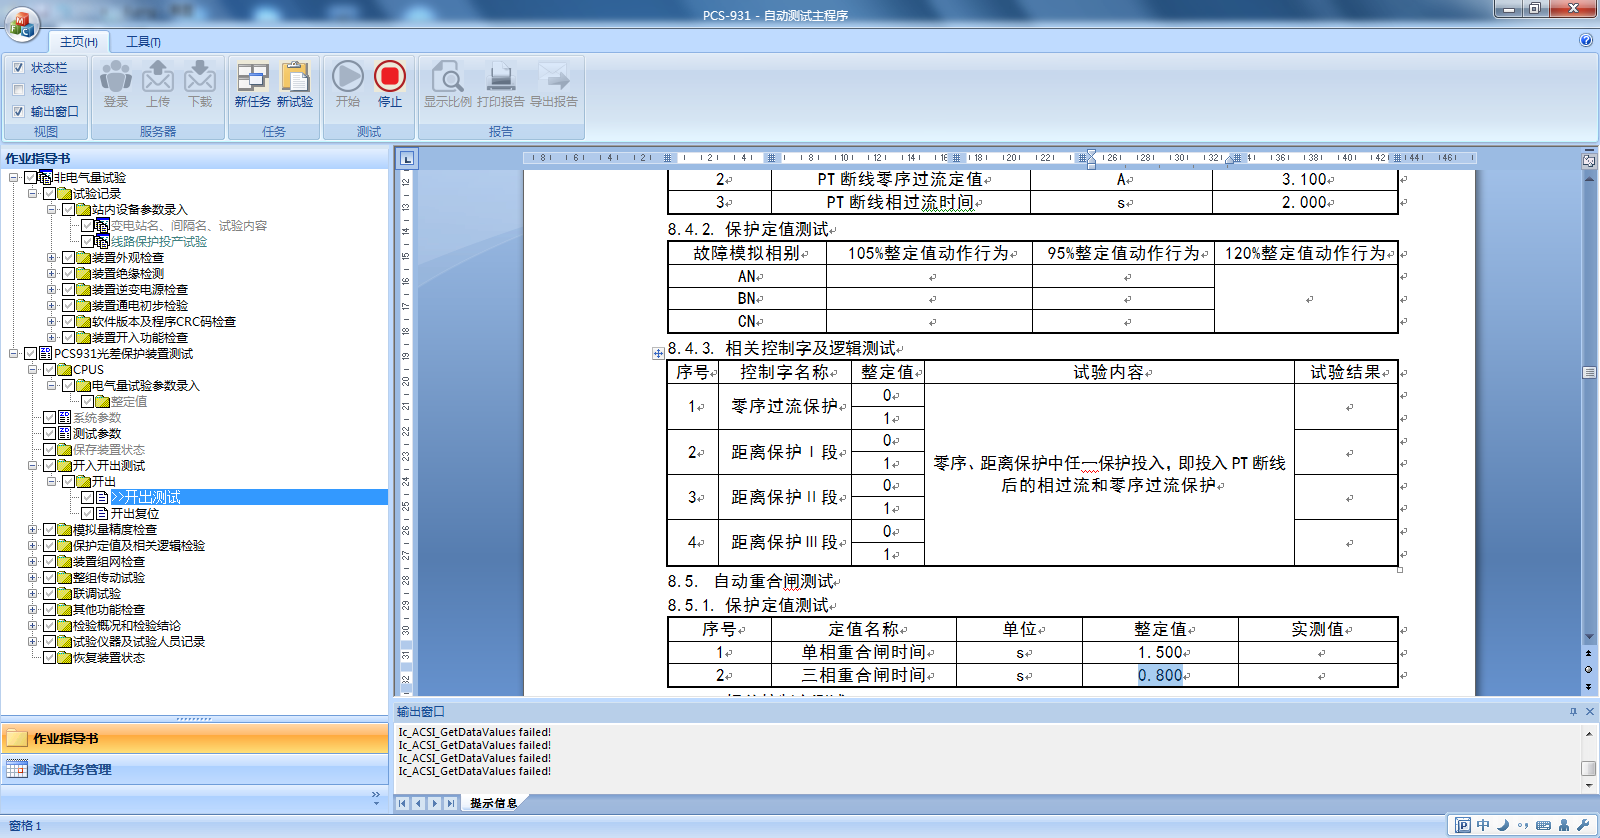 PCS-931 - 自动测试主程序
主页(H)
工具(T)
状态栏
标题栏
输出窗口
视图
登录
上传
下载
服务器
新任务
新试验
任务
开始
停止
测试
显示比例
打印报告
导出报告
报告
作业指导书
非电气量试验
试验记录
站内设备参数录入
变电站名、间隔名、试验内容
线路保护投产试验
装置外观检查
装置绝缘检测
装置逆变电源检查
装置通电初步检验
软件版本及程序CRC码检查
装置开入功能检查
PCS931光差保护装置测试
CPUS
电气量试验参数录入
整定值
系统参数
测试参数
保存装置状态
开入开出测试
开出
>>开出测试
开出复位
模拟量精度检查
保护定值及相关逻辑检验
装置组网检查
整组传动试验
联调试验
其他功能检查
检验概况和检验结论
试验仪器及试验人员记录
恢复装置状态
作业指导书
测试任务管理
2 PT断线零序过流定值 A 3.100
3 PT断线相过流时间 s 2.000
8.4.2. 保护定值测试
故障模拟相别 105%整定值动作行为 95%整定值动作行为 120%整定值动作行为
AN
BN
CN
8.4.3. 相关控制字及逻辑测试
序号 控制字名称 整定值 试验内容 试验结果
1 零序过流保护 0
1
2 距离保护Ⅰ段 0
1
3 距离保护Ⅱ段 0
1
4 距离保护Ⅲ段 0
1
零序、距离保护中任一保护投入，即投入PT断线
后的相过流和零序过流保护
8.5. 自动重合闸测试
8.5.1. 保护定值测试
序号 定值名称 单位 整定值 实测值
1 单相重合闸时间 s 1.500
2 三相重合闸时间 s 0.800
输出窗口
Ic_ACSI_GetDataValues failed!
Ic_ACSI_GetDataValues failed!
Ic_ACSI_GetDataValues failed!
Ic_ACSI_GetDataValues failed!
提示信息
窗格 1
中